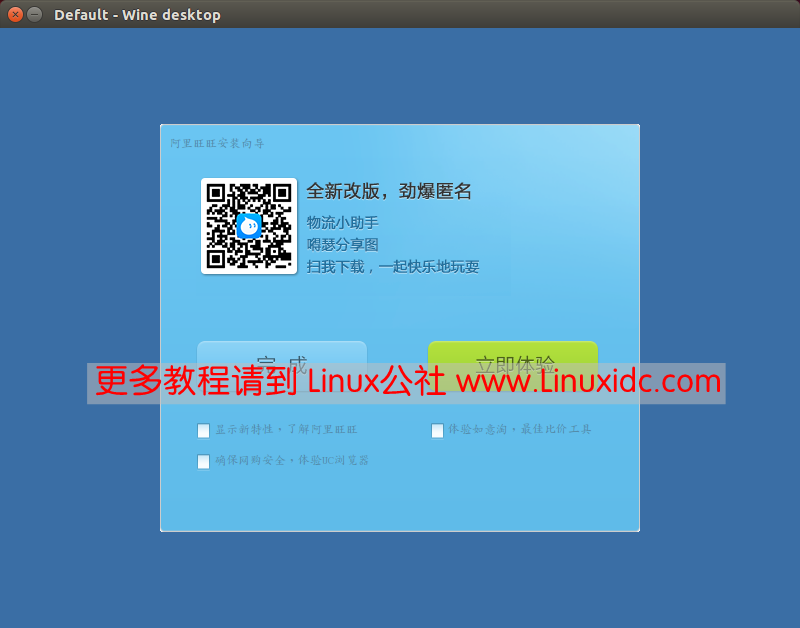 Default - Wine desktop
阿里旺旺安装向导
全新改版，劲爆匿名
物流小助手
嘚瑟分享图
扫我下载，一起快乐地玩耍
完 成
立即体验
更多教程请到 Linux公社 www.Linuxidc.com
显示新特性，了解阿里旺旺
体验如意淘，最佳比价工具
确保网购安全，体验UC浏览器